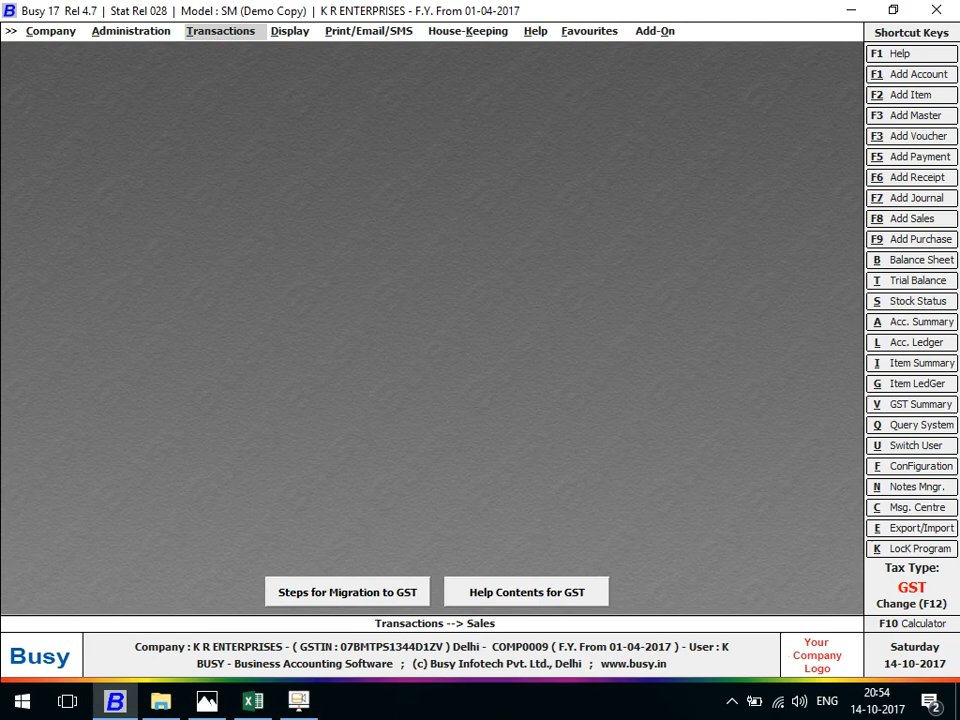 B Busy 17 Rel 4.7 | Stat Rel 028 | Model : SM (Demo Copy) | K R ENTERPRISES - F.Y. From 01-04-2017
>> Company Administration Transactions Display Print/Email/SMS House-Keeping Help Favourites Add-On
Shortcut Keys
F1 Help
F1 Add Account
F2 Add Item
F3 Add Master
F3 Add Voucher
F5 Add Payment
F6 Add Receipt
F7 Add Journal
F8 Add Sales
F9 Add Purchase
B Balance Sheet
T Trial Balance
S Stock Status
A Acc. Summary
L Acc. Ledger
I Item Summary
G Item LedGer
V GST Summary
Q Query System
U Switch User
F ConFiguration
N Notes Mngr.
C Msg. Centre
E Export/Import
K LocK Program
Tax Type:
GST
Change (F12)
F10 Calculator
Steps for Migration to GST
Help Contents for GST
Transactions --> Sales
Busy
Company : K R ENTERPRISES - ( GSTIN : 07BMTPS1344D1ZV ) Delhi - COMP0009 ( F.Y. From 01-04-2017 ) - User : K
BUSY - Business Accounting Software ; (c) Busy Infotech Pvt. Ltd., Delhi ; www.busy.in
Your
Company
Logo
Saturday
14-10-2017
B
ENG
20:54
14-10-2017
2